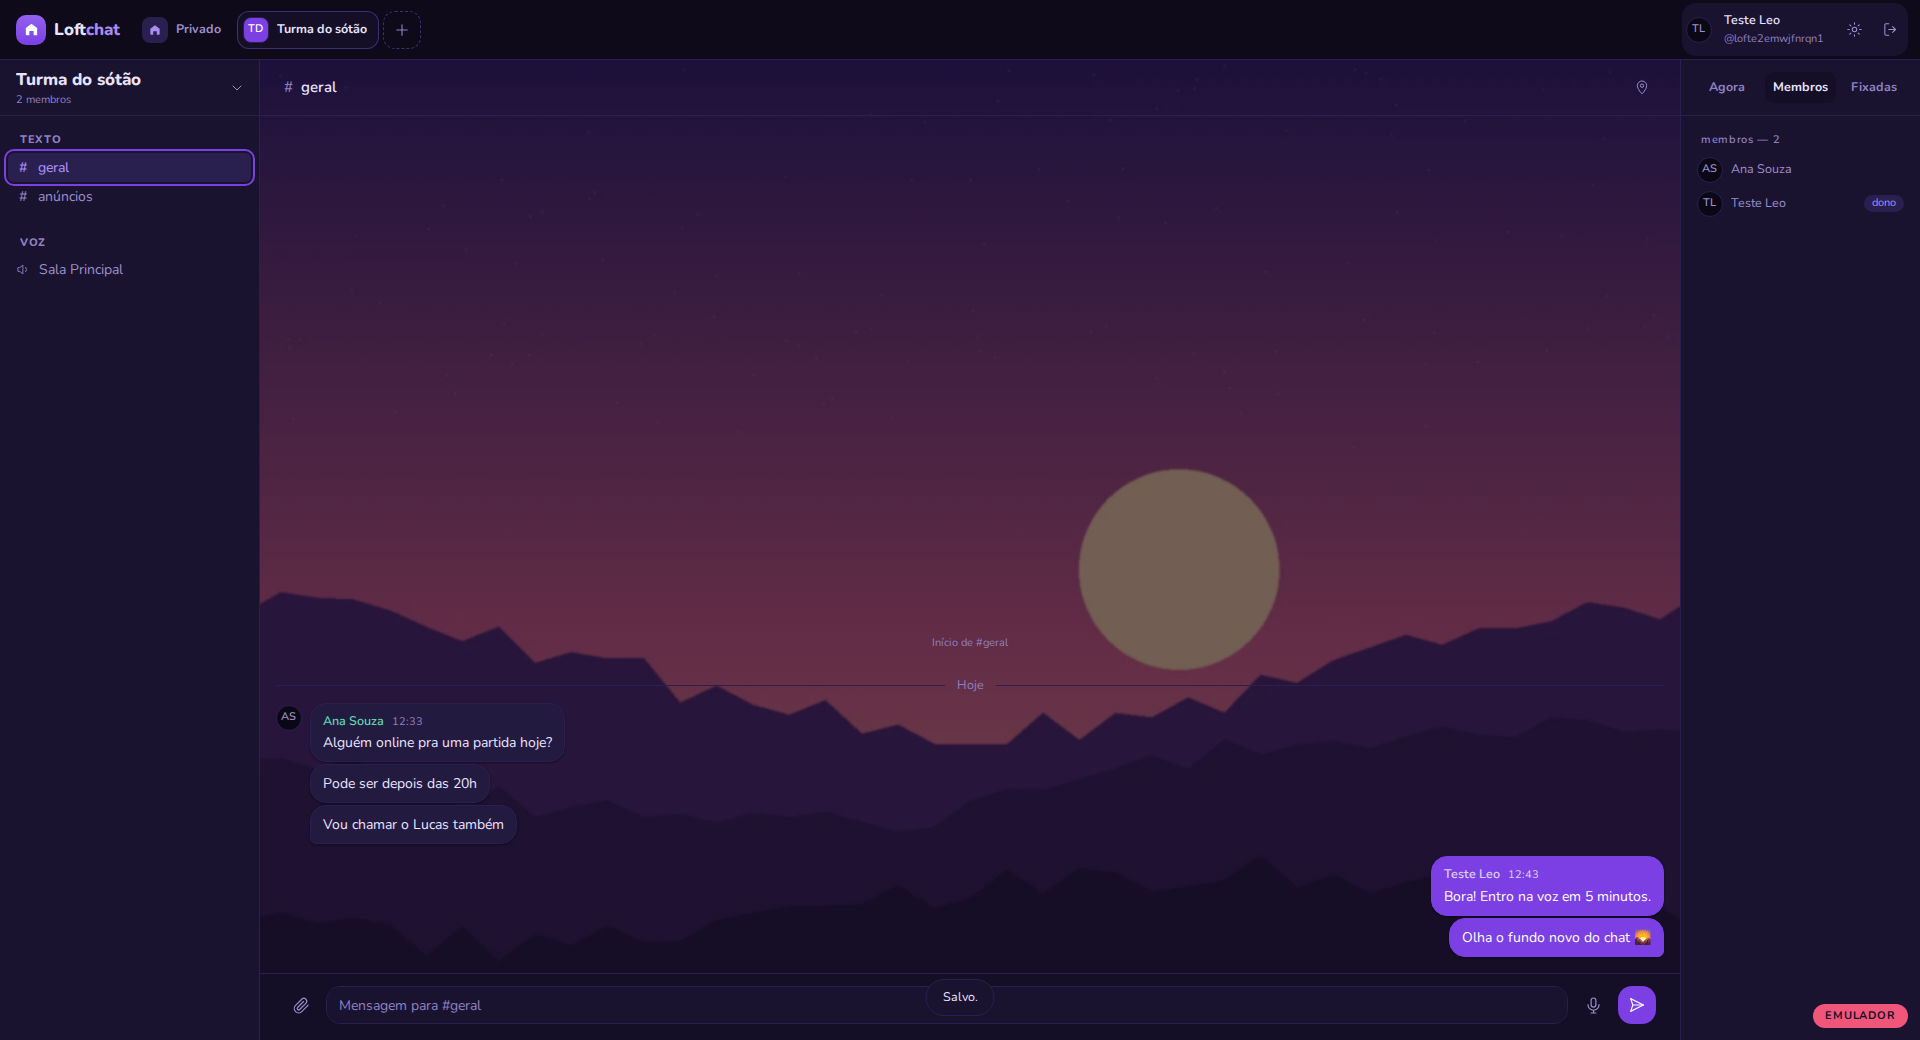 Loftchat
Privado
TD
Turma do sótão
TL
Teste Leo
@lofte2emwjfnrqn1
Turma do sótão
2 membros
TEXTO
# geral
# anúncios
VOZ
Sala Principal
# geral
Início de #geral
Hoje
AS
Ana Souza 12:33
Alguém online pra uma partida hoje?
Pode ser depois das 20h
Vou chamar o Lucas também
Teste Leo 12:43
Bora! Entro na voz em 5 minutos.
Olha o fundo novo do chat 🌄
Mensagem para #geral
Salvo.
Agora
Membros
Fixadas
membros — 2
AS
Ana Souza
TL
Teste Leo
dono
EMULADOR